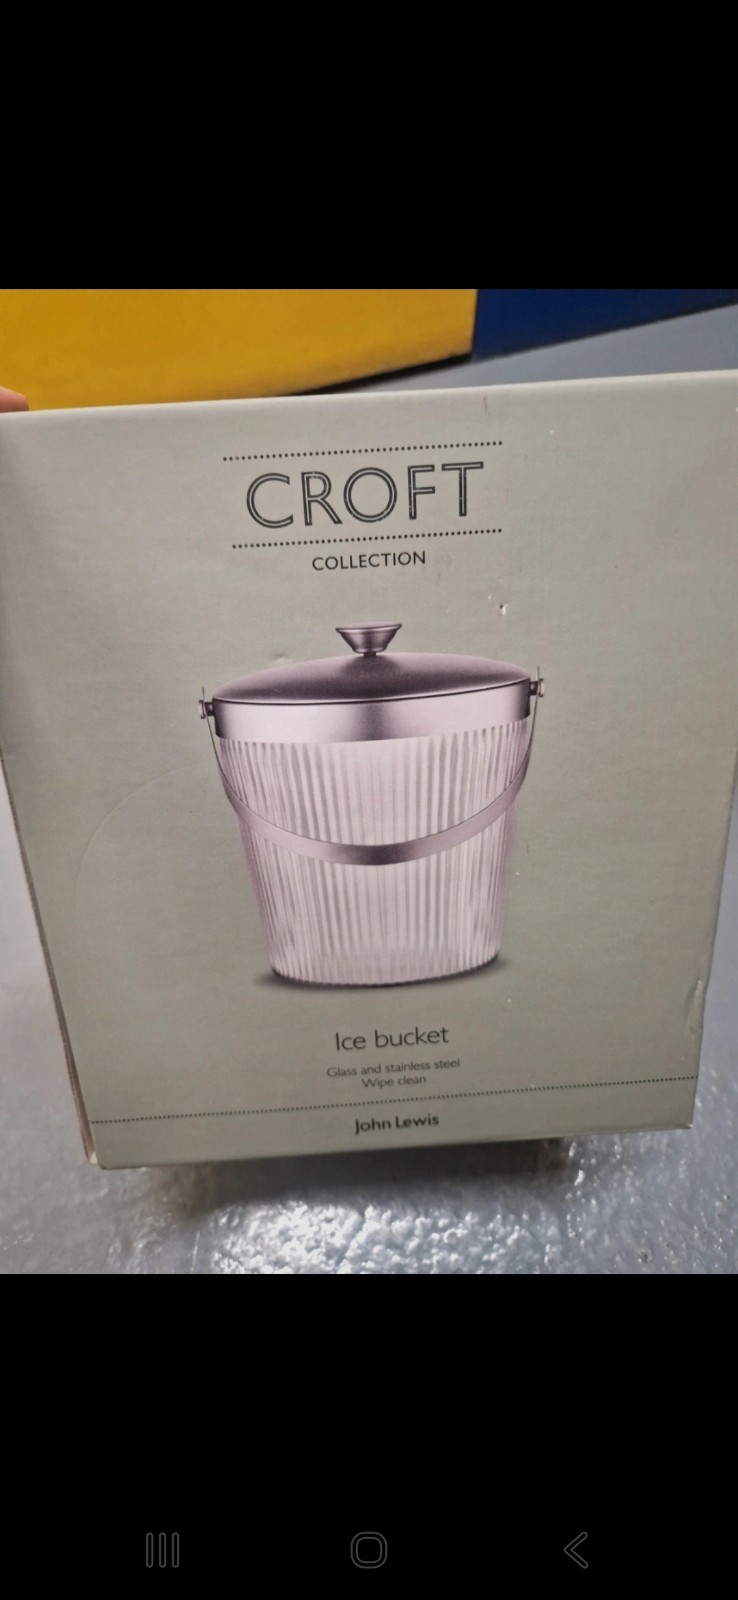 CROFT
COLLECTION
Ice bucket
Glass and stainless steel
Wipe clean
John Lewis